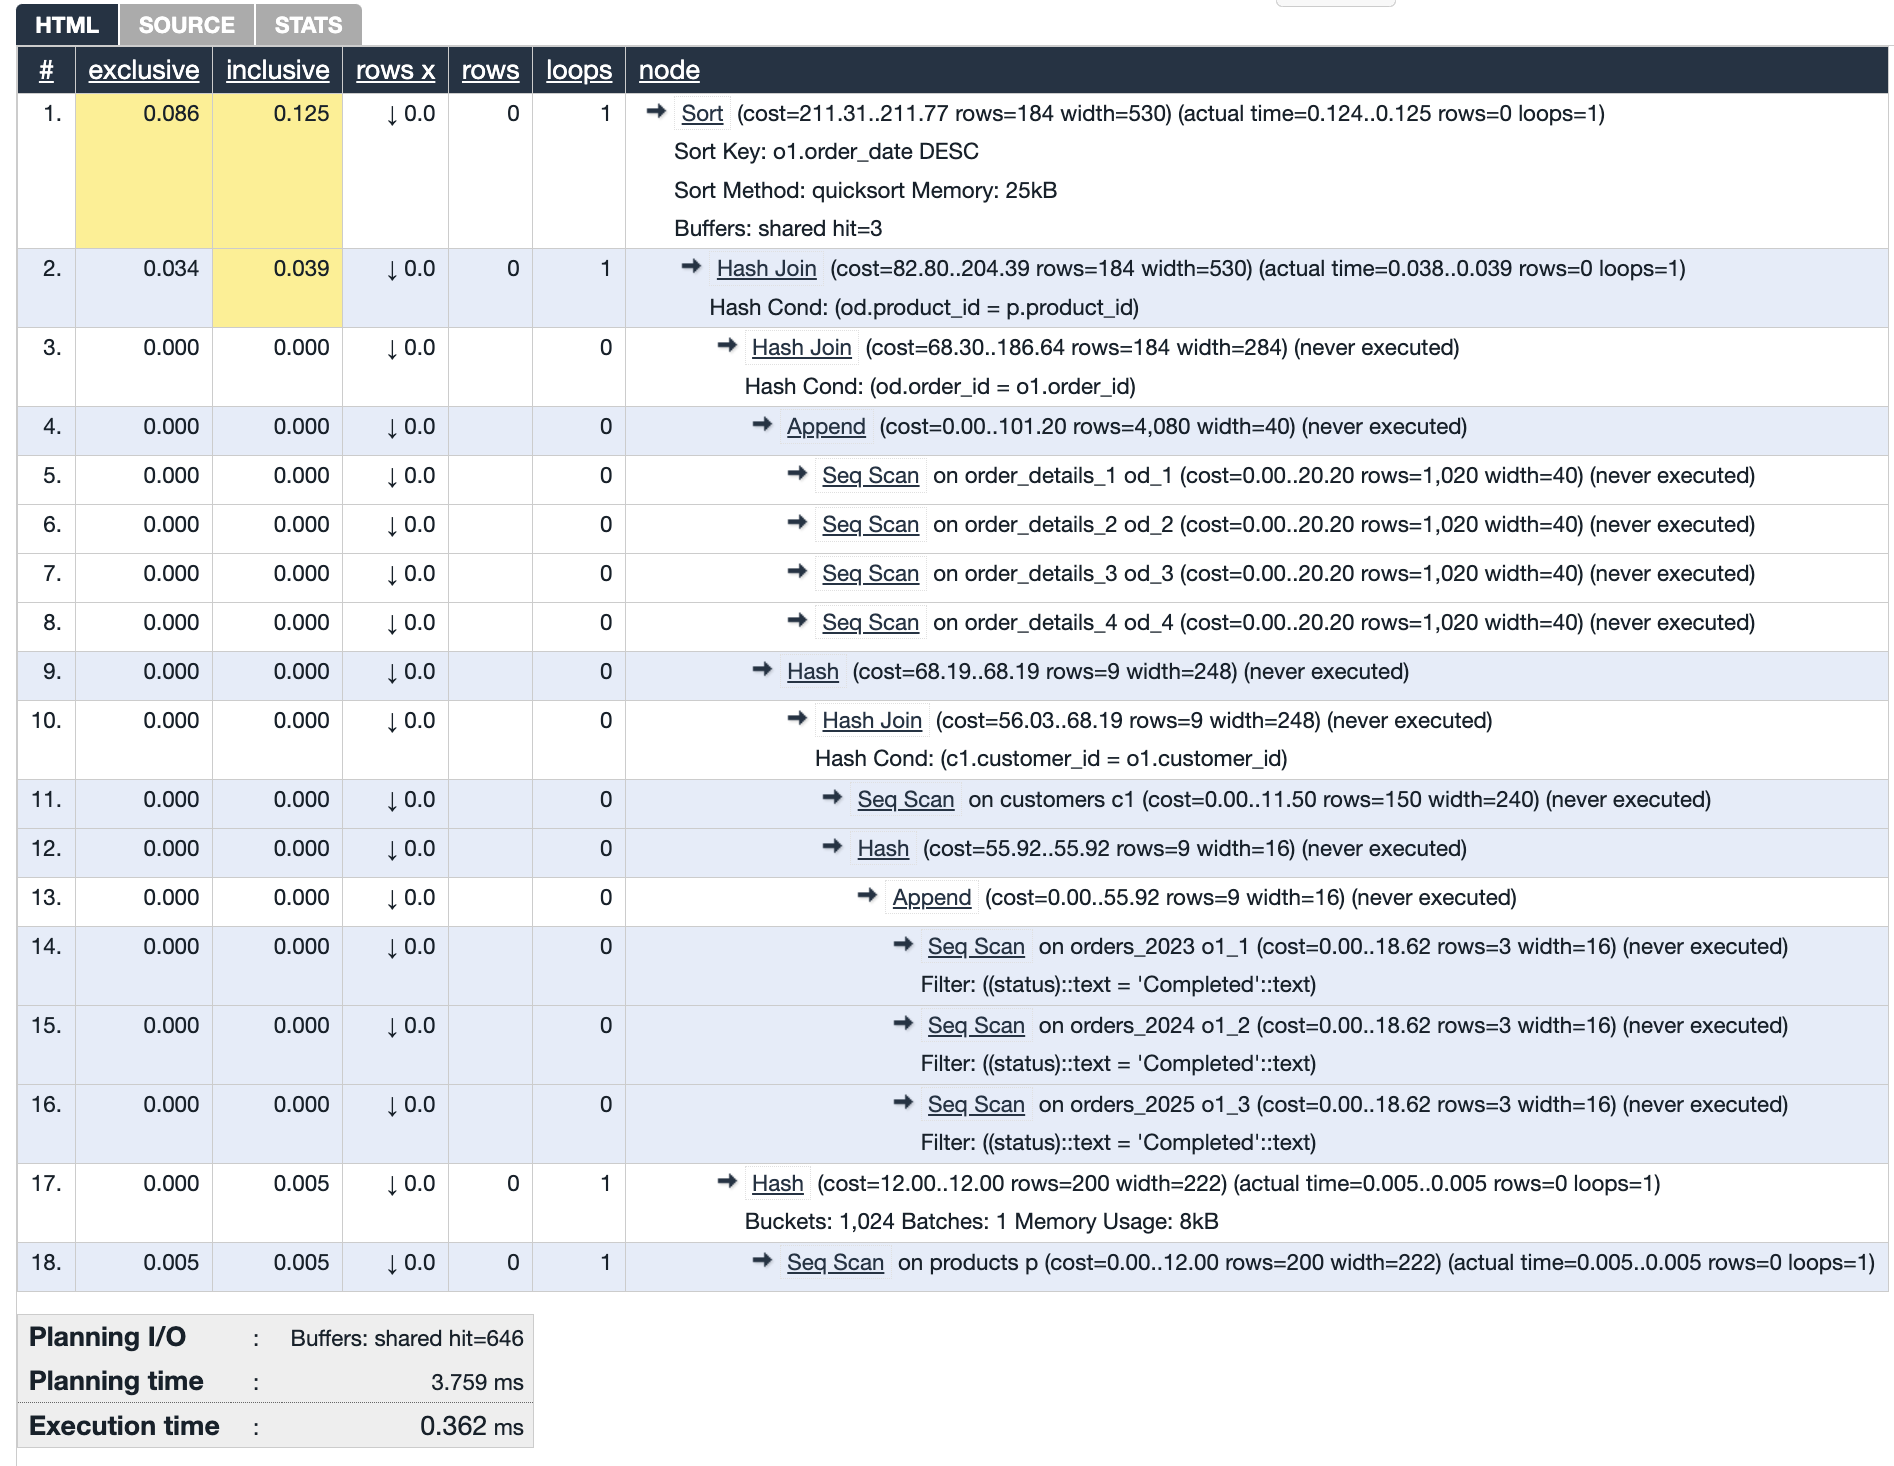 HTML SOURCE STATS
# exclusive inclusive rows x rows loops node
1. 0.086 0.125 ↓ 0.0 0 1 ➔ Sort (cost=211.31..211.77 rows=184 width=530) (actual time=0.124..0.125 rows=0 loops=1)
Sort Key: o1.order_date DESC
Sort Method: quicksort Memory: 25kB
Buffers: shared hit=3
2. 0.034 0.039 ↓ 0.0 0 1 ➔ Hash Join (cost=82.80..204.39 rows=184 width=530) (actual time=0.038..0.039 rows=0 loops=1)
Hash Cond: (od.product_id = p.product_id)
3. 0.000 0.000 ↓ 0.0 0 ➔ Hash Join (cost=68.30..186.64 rows=184 width=284) (never executed)
Hash Cond: (od.order_id = o1.order_id)
4. 0.000 0.000 ↓ 0.0 0 ➔ Append (cost=0.00..101.20 rows=4,080 width=40) (never executed)
5. 0.000 0.000 ↓ 0.0 0 ➔ Seq Scan on order_details_1 od_1 (cost=0.00..20.20 rows=1,020 width=40) (never executed)
6. 0.000 0.000 ↓ 0.0 0 ➔ Seq Scan on order_details_2 od_2 (cost=0.00..20.20 rows=1,020 width=40) (never executed)
7. 0.000 0.000 ↓ 0.0 0 ➔ Seq Scan on order_details_3 od_3 (cost=0.00..20.20 rows=1,020 width=40) (never executed)
8. 0.000 0.000 ↓ 0.0 0 ➔ Seq Scan on order_details_4 od_4 (cost=0.00..20.20 rows=1,020 width=40) (never executed)
9. 0.000 0.000 ↓ 0.0 0 ➔ Hash (cost=68.19..68.19 rows=9 width=248) (never executed)
10. 0.000 0.000 ↓ 0.0 0 ➔ Hash Join (cost=56.03..68.19 rows=9 width=248) (never executed)
Hash Cond: (c1.customer_id = o1.customer_id)
11. 0.000 0.000 ↓ 0.0 0 ➔ Seq Scan on customers c1 (cost=0.00..11.50 rows=150 width=240) (never executed)
12. 0.000 0.000 ↓ 0.0 0 ➔ Hash (cost=55.92..55.92 rows=9 width=16) (never executed)
13. 0.000 0.000 ↓ 0.0 0 ➔ Append (cost=0.00..55.92 rows=9 width=16) (never executed)
14. 0.000 0.000 ↓ 0.0 0 ➔ Seq Scan on orders_2023 o1_1 (cost=0.00..18.62 rows=3 width=16) (never executed)
Filter: ((status)::text = 'Completed'::text)
15. 0.000 0.000 ↓ 0.0 0 ➔ Seq Scan on orders_2024 o1_2 (cost=0.00..18.62 rows=3 width=16) (never executed)
Filter: ((status)::text = 'Completed'::text)
16. 0.000 0.000 ↓ 0.0 0 ➔ Seq Scan on orders_2025 o1_3 (cost=0.00..18.62 rows=3 width=16) (never executed)
Filter: ((status)::text = 'Completed'::text)
17. 0.000 0.005 ↓ 0.0 0 1 ➔ Hash (cost=12.00..12.00 rows=200 width=222) (actual time=0.005..0.005 rows=0 loops=1)
Buckets: 1,024 Batches: 1 Memory Usage: 8kB
18. 0.005 0.005 ↓ 0.0 0 1 ➔ Seq Scan on products p (cost=0.00..12.00 rows=200 width=222) (actual time=0.005..0.005 rows=0 loops=1)
Planning I/O : Buffers: shared hit=646
Planning time : 3.759 ms
Execution time : 0.362 ms